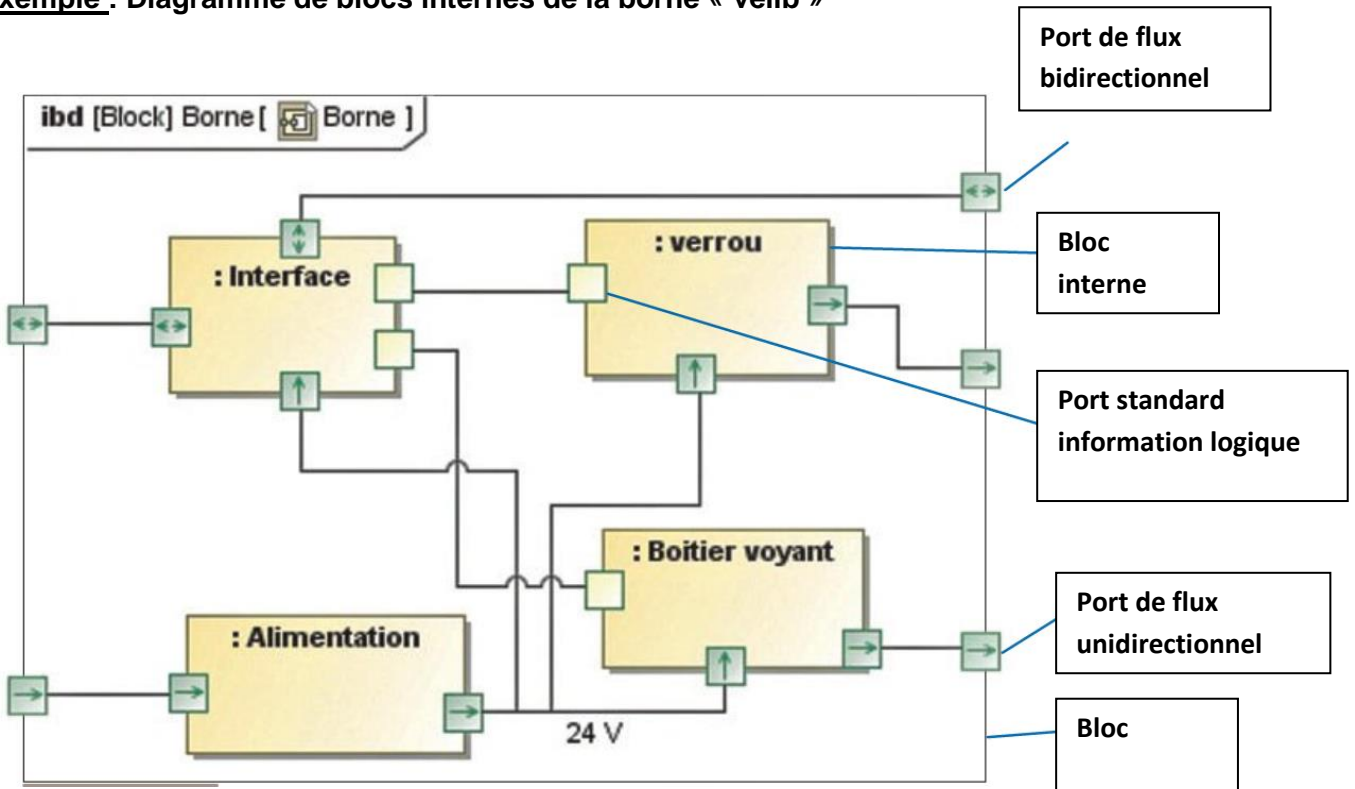 xemple : Diagramme de blocs internes de la borne « Velib »
Port de flux
bidirectionnel
ibd [Block] Borne [ Borne ]
: Interface
: verrou
Bloc
interne
Port standard
information logique
: Boitier voyant
: Alimentation
24 V
Port de flux
unidirectionnel
Bloc